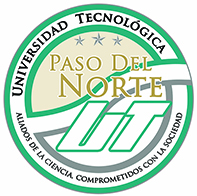 UNIVERSIDAD TECNOLÓGICA
PASO DEL
NORTE
UT
ALIADOS DE LA CIENCIA, COMPROMETIDOS CON LA SOCIEDAD